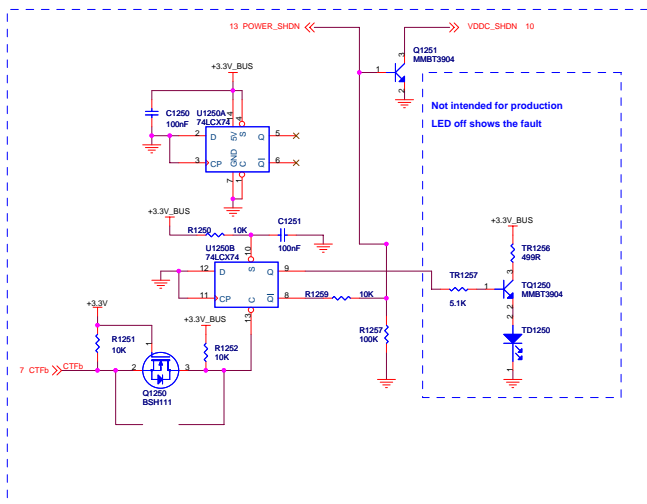 13 POWER_SHDN
VDDC_SHDN 10
Q1251
MMBT3904
1
3
2
+3.3V_BUS
Not intended for production
LED off shows the fault
C1250
100nF
U1250A
74LCX74
14
4
2
D
5V
S
Q
5
3
CP
GND
C
QI
6
7
1
+3.3V_BUS
R1250
10K
C1251
100nF
U1250B
74LCX74
10
12
D
S
Q
9
11
CP
C
QI
8
13
R1259
10K
+3.3V_BUS
TR1256
499R
TR1257
5.1K
1
3
2
TQ1250
MMBT3904
2
TD1250
1
R1257
100K
+3.3V
R1251
10K
+3.3V_BUS
R1252
10K
7 CTFb
CTFb
1
2
3
Q1250
BSH111